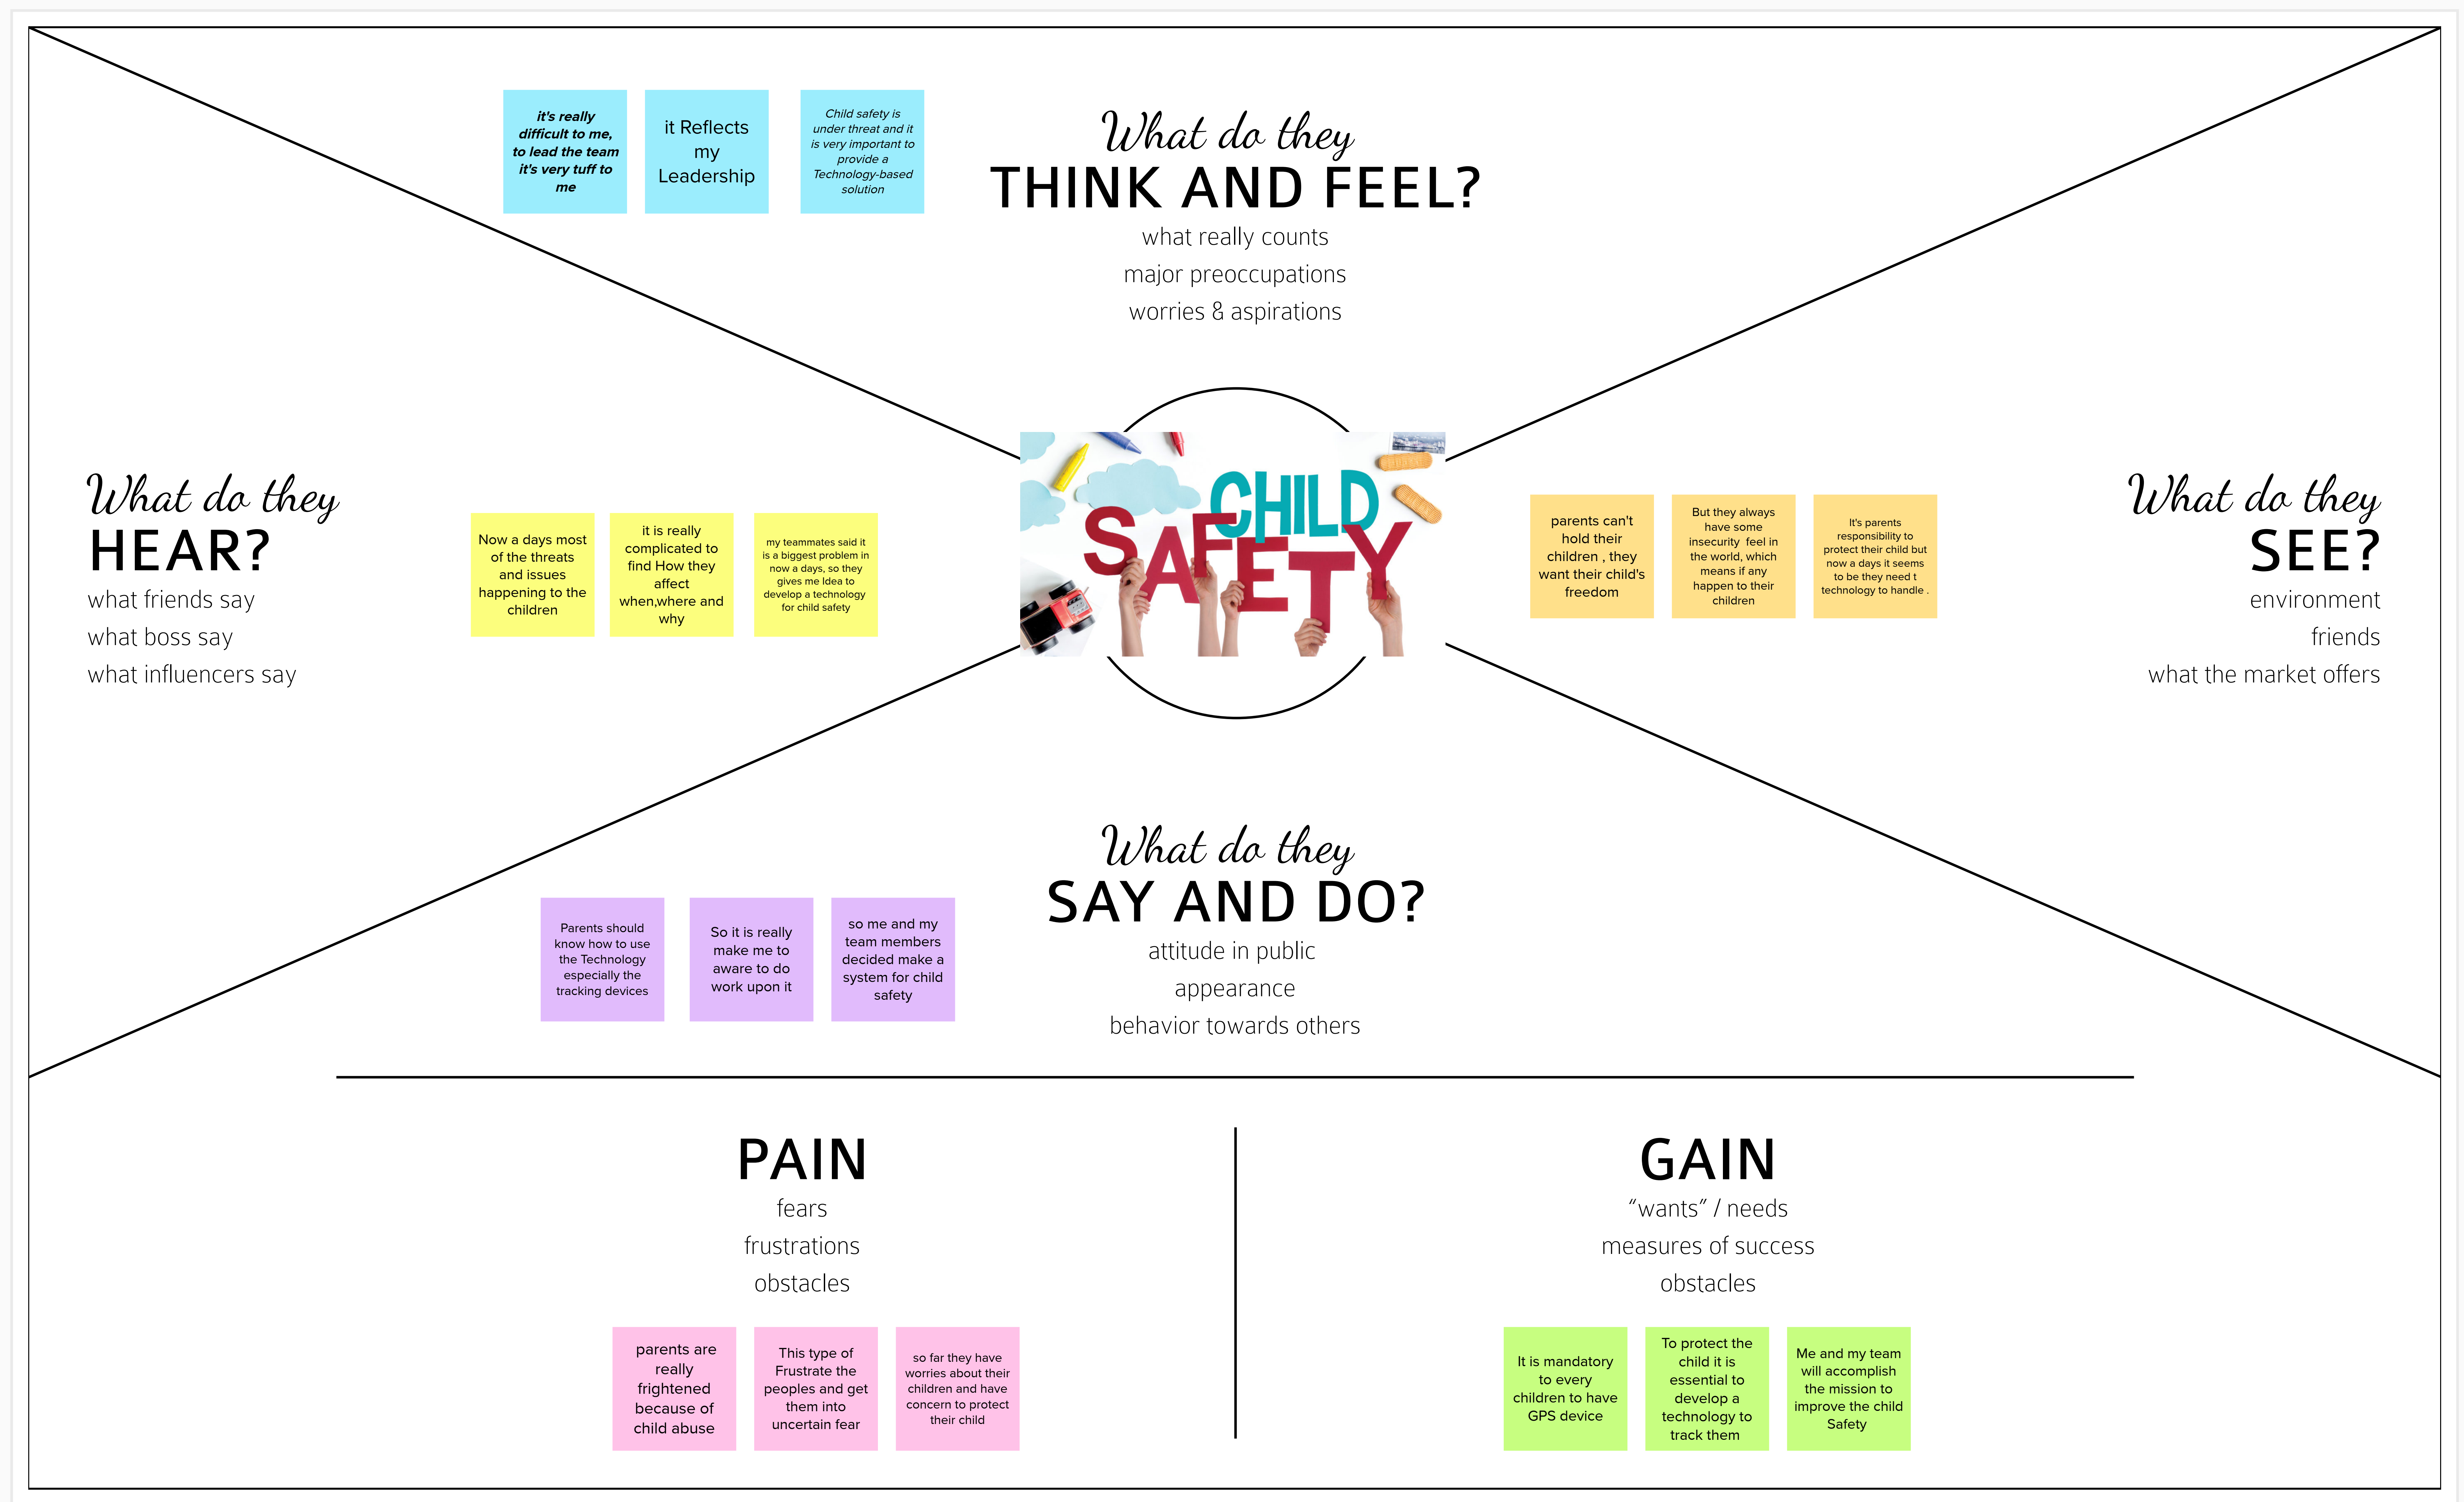 it's really
difficult to me,
to lead the team
it's very tuff to
me
it Reflects
my
Leadership
Child safety is
under threat and it
is very important to
provide a
Technology-based
solution
What do they
THINK AND FEEL?
what really counts
major preoccupations
worries & aspirations
What do they
HEAR?
what friends say
what boss say
what influencers say
Now a days most
of the threats
and issues
happening to the
children
it is really
complicated to
find How they
affect
when,where and
why
my teammates said it
is a biggest problem in
now a days, so they
gives me Idea to
develop a technology
for child safety
CHILD
SAFETY
parents can't
hold their
children , they
want their child's
freedom
But they always
have some
insecurity feel in
the world, which
means if any
happen to their
children
It's parents
responsibility to
protect their child but
now a days it seems
to be they need t
technology to handle .
What do they
SEE?
environment
friends
what the market offers
What do they
SAY AND DO?
attitude in public
appearance
behavior towards others
Parents should
know how to use
the Technology
especially the
tracking devices
So it is really
make me to
aware to do
work upon it
so me and my
team members
decided make a
system for child
safety
PAIN
fears
frustrations
obstacles
parents are
really
frightened
because of
child abuse
This type of
Frustrate the
peoples and get
them into
uncertain fear
so far they have
worries about their
children and have
concern to protect
their child
GAIN
“wants” / needs
measures of success
obstacles
It is mandatory
to every
children to have
GPS device
To protect the
child it is
essential to
develop a
technology to
track them
Me and my team
will accomplish
the mission to
improve the child
Safety